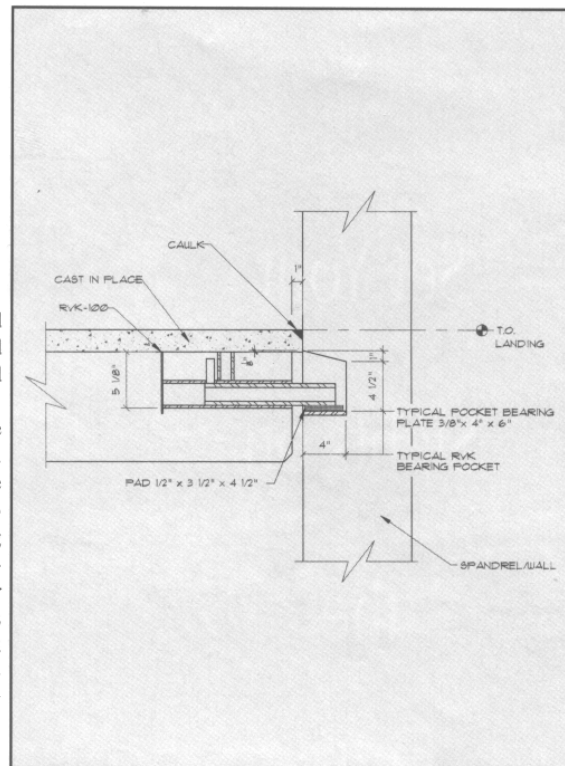 CAULK
1"
CAST IN PLACE
RVK-100
T.O.
LANDING
5 1/8"
1"
4 1/2"
TYPICAL POCKET BEARING
PLATE 3/8"x 4" x 6"
4"
TYPICAL RVK
BEARING POCKET
PAD 1/2" x 3 1/2" x 4 1/2"
SPANDREL/WALL